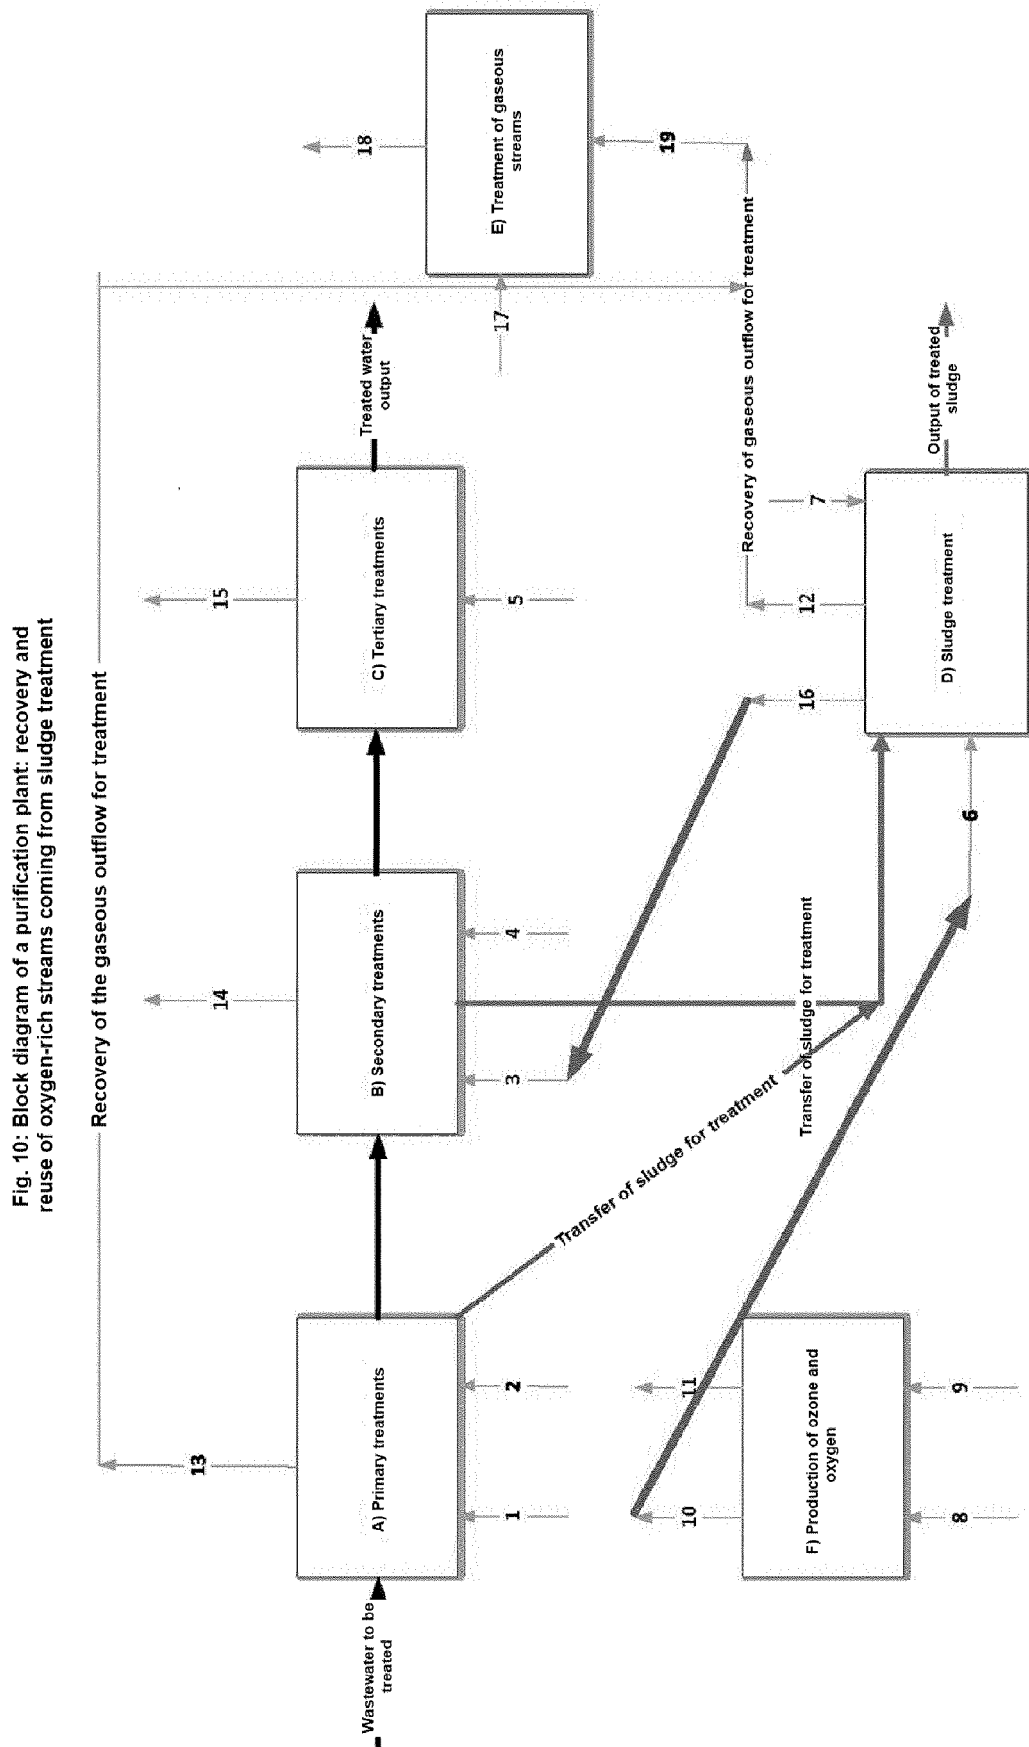 Fig. 10: Block diagram of a purification plant: recovery and
reuse of oxygen-rich streams coming from sludge treatment
Recovery of the gaseous outflow for treatment
13
14
15
18
Wastewater to be
treated
A) Primary treatments
B) Secondary treatments
C) Tertiary treatments
Treated water
output
E) Treatment of gaseous
streams
17
1
2
3
4
5
19
Transfer of sludge for treatment
Transfer of sludge for treatment
Recovery of gaseous outflow for treatment
10
11
16
12
7
F) Production of ozone and
oxygen
D) Sludge treatment
Output of treated
sludge
6
8
9